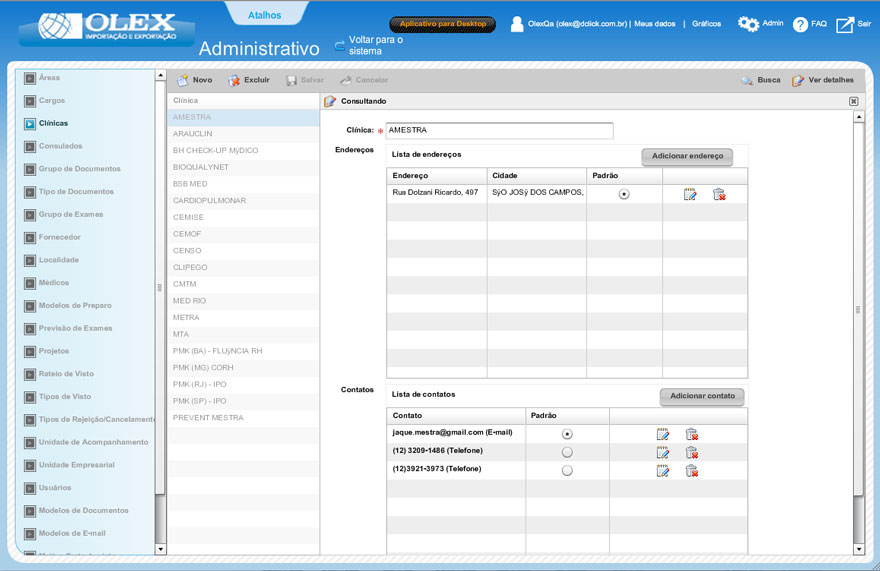 OLEX
IMPORTAÇÃO E EXPORTAÇÃO
Atalhos
Administrativo
Voltar para o
sistema
Aplicativo para Desktop
OlexQa (olex@dclick.com.br) | Meus dados | Gráficos
Admin
FAQ
Sair
Áreas
Cargos
Clínicas
Consulados
Grupo de Documentos
Tipo de Documentos
Grupo de Exames
Fornecedor
Localidade
Médicos
Modelos de Preparo
Previsão de Exames
Projetos
Rateio de Visto
Tipos de Visto
Tipos de Rejeição/Cancelament
Unidade de Acompanhamento
Unidade Empresarial
Usuários
Modelos de Documentos
Modelos de E-mail
Novo
Excluir
Salvar
Cancelar
Busca
Ver detalhes
Clínica
AMESTRA
ARAUCLIN
BH CHECK-UP MÿDICO
BIOQUALYNET
BSB MED
CARDIOPULMONAR
CEMISE
CEMOF
CENSO
CLIPEGO
CMTM
MED RIO
METRA
MTA
PMK (BA) - FLUÿNCIA RH
PMK (MG) CORH
PMK (RJ) - IPO
PMK (SP) - IPO
PREVENT MESTRA
Consultando
Clínica: * AMESTRA
Endereços
Lista de endereços
Adicionar endereço
Endereço Cidade Padrão
Rua Dolzani Ricardo, 497 SÿO JOSÿ DOS CAMPOS,
Contatos
Lista de contatos
Adicionar contato
Contato Padrão
jaque.mestra@gmail.com (E-mail)
(12) 3209-1486 (Telefone)
(12)3921-3973 (Telefone)